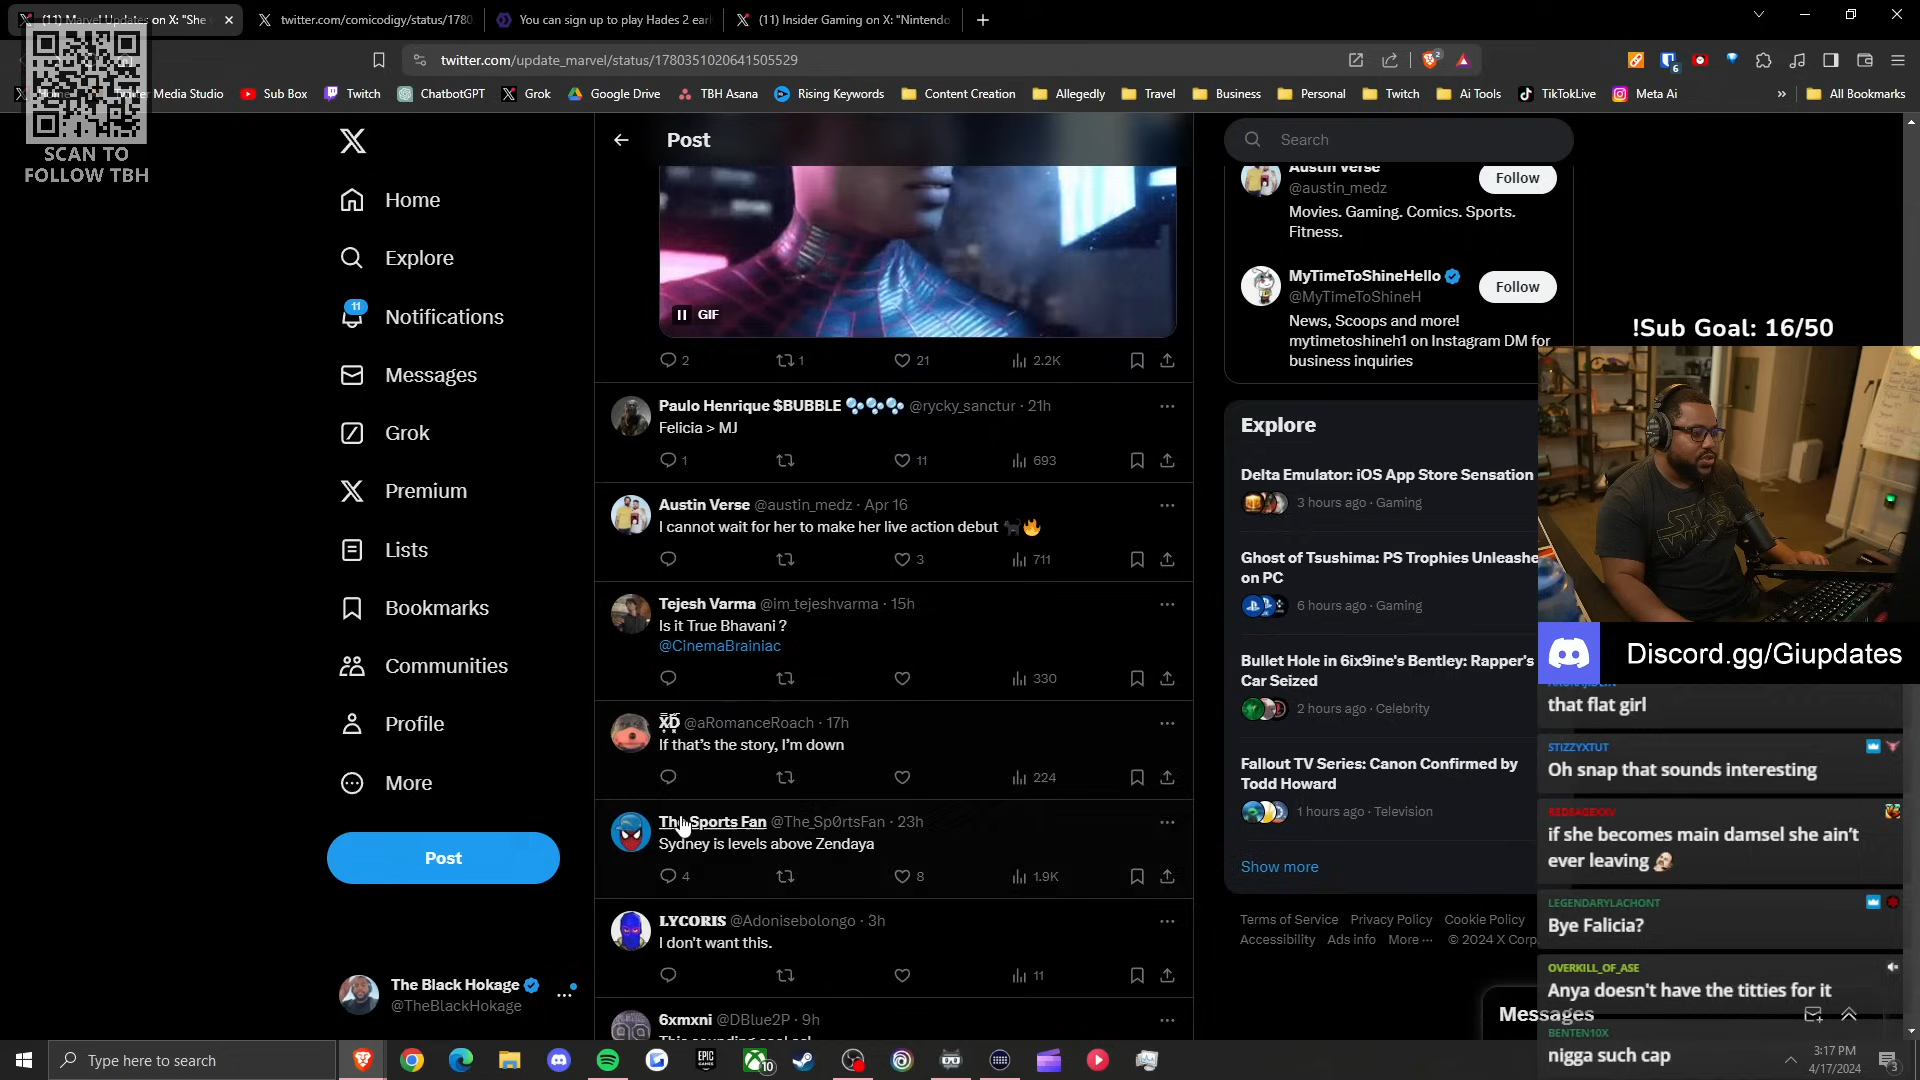 (11) Marvel Updates on X: "She
twitter.com/comicodigy/status/1780
You can sign up to play Hades 2 earl
(11) Insider Gaming on X: "Nintendo
twitter.com/update_marvel/status/1780351020641505529
Media Studio
Sub Box
Twitch
ChatbotGPT
Grok
Google Drive
TBH Asana
Rising Keywords
Content Creation
Allegedly
Travel
Business
Personal
Twitch
Ai Tools
TikTokLive
Meta Ai
All Bookmarks
SCAN TO
FOLLOW TBH
Home
Explore
11
Notifications
Messages
Grok
Premium
Lists
Bookmarks
Communities
Profile
More
Post
The Black Hokage
@TheBlackHokage
Post
GIF
2 1 21 2.2K
Paulo Henrique $BUBBLE 🫧🫧🫧 @rycky_sanctur · 21h
Felicia > MJ
1 11 693
Austin Verse @austin_medz · Apr 16
I cannot wait for her to make her live action debut 🐈‍⬛🔥
3 711
Tejesh Varma @im_tejeshvarma · 15h
Is it True Bhavani ?
@CinemaBrainiac
330
XD @aRomanceRoach · 17h
If that's the story, I'm down
224
The Sports Fan @The_Sp0rtsFan · 23h
Sydney is levels above Zendaya
4 8 1.9K
LYCORIS @Adonisebolongo · 3h
I don't want this.
11
6xmxni @DBlue2P · 9h
Search
Austin Verse
@austin_medz
Follow
Movies. Gaming. Comics. Sports.
Fitness.
MyTimeToShineHello
@MyTimeToShineH
Follow
News, Scoops and more!
mytimetoshineh1 on Instagram DM for
business inquiries
Explore
Delta Emulator: iOS App Store Sensation
3 hours ago · Gaming
Ghost of Tsushima: PS Trophies Unleashe
on PC
6 hours ago · Gaming
Bullet Hole in 6ix9ine's Bentley: Rapper's
Car Seized
2 hours ago · Celebrity
Fallout TV Series: Canon Confirmed by
Todd Howard
1 hours ago · Television
Show more
Terms of Service Privacy Policy Cookie Policy
Accessibility Ads info More ··· © 2024 X Corp
Messages
!Sub Goal: 16/50
Discord.gg/Giupdates
that flat girl
STIZZYXTUT
Oh snap that sounds interesting
REDSAGEXXV
if she becomes main damsel she ain't
ever leaving
LEGENDARYLACHONT
Bye Falicia?
OVERKILL_OF_ASE
Anya doesn't have the titties for it
BENTEN10X
nigga such cap
Type here to search
10
3:17 PM
4/17/2024
3